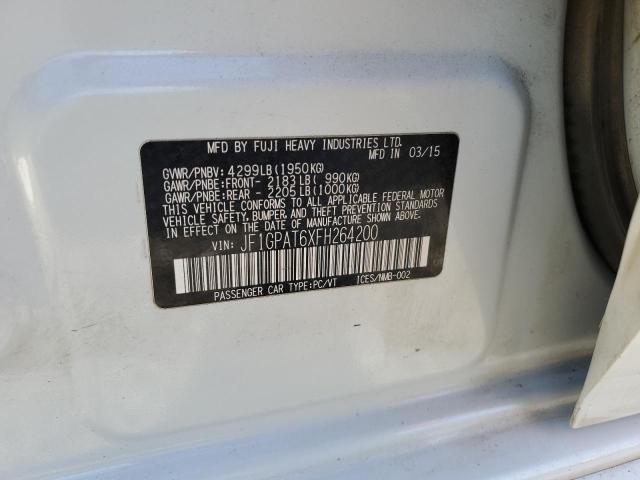 MFD BY FUJI HEAVY INDUSTRIES LTD.
MFD IN 03/15
GVWR/PNBV: 4299LB(1950KG)
GAWR/PNBE:FRONT- 2183LB( 990KG)
GAWR/PNBE:REAR - 2205LB(1000KG)
THIS VEHICLE CONFORMS TO ALL APPLICABLE FEDERAL MOTOR
VEHICLE SAFETY, BUMPER, AND THEFT PREVENTION STANDARDS
IN EFFECT ON THE DATE OF MANUFACTURE SHOWN ABOVE.
VIN: JF1GPAT6XFH264200
PASSENGER CAR TYPE:PC/VT ICES/NMB-002